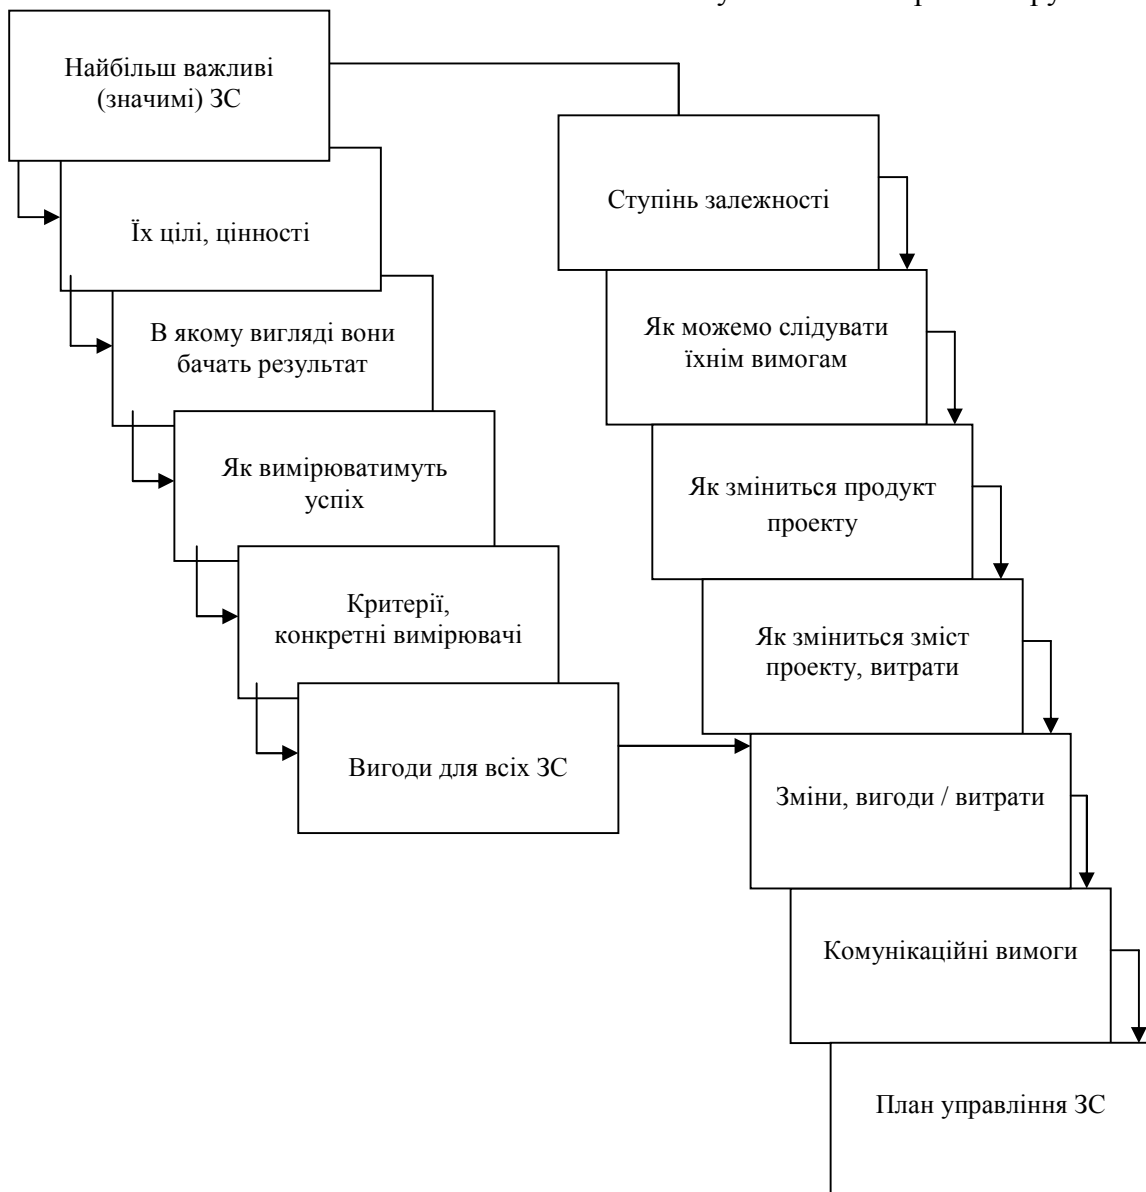 Найбільш важливі
(значимі) ЗС
Їх цілі, цінності
В якому вигляді вони
бачать результат
Як вимірюватимуть
успіх
Критерії,
конкретні вимірювачі
Вигоди для всіх ЗС
Ступінь залежності
Як можемо слідувати
їхнім вимогам
Як зміниться продукт
проекту
Як зміниться зміст
проекту, витрати
Зміни, вигоди / витрати
Комунікаційні вимоги
План управління ЗС